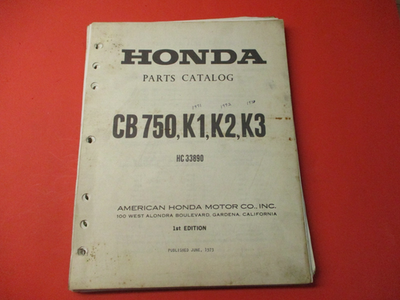 HONDA
PARTS CATALOG
CB 750, K1, K2, K3
HC 33890
AMERICAN HONDA MOTOR CO., INC.
100 WEST ALONDRA BOULEVARD, GARDENA, CALIFORNIA
1st EDITION